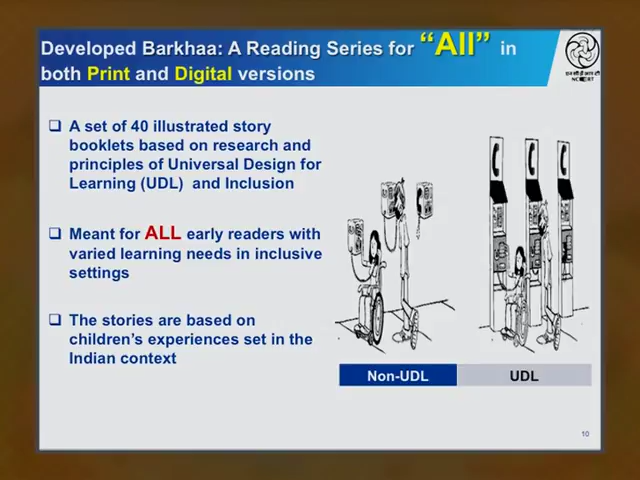 Developed Barkhaa: A Reading Series for “All” in
both Print and Digital versions
एन सी ई आर टी
NCERT
❑ A set of 40 illustrated story
booklets based on research and
principles of Universal Design for
Learning (UDL) and Inclusion
❑ Meant for ALL early readers with
varied learning needs in inclusive
settings
❑ The stories are based on
children’s experiences set in the
Indian context
Non-UDL
UDL
10